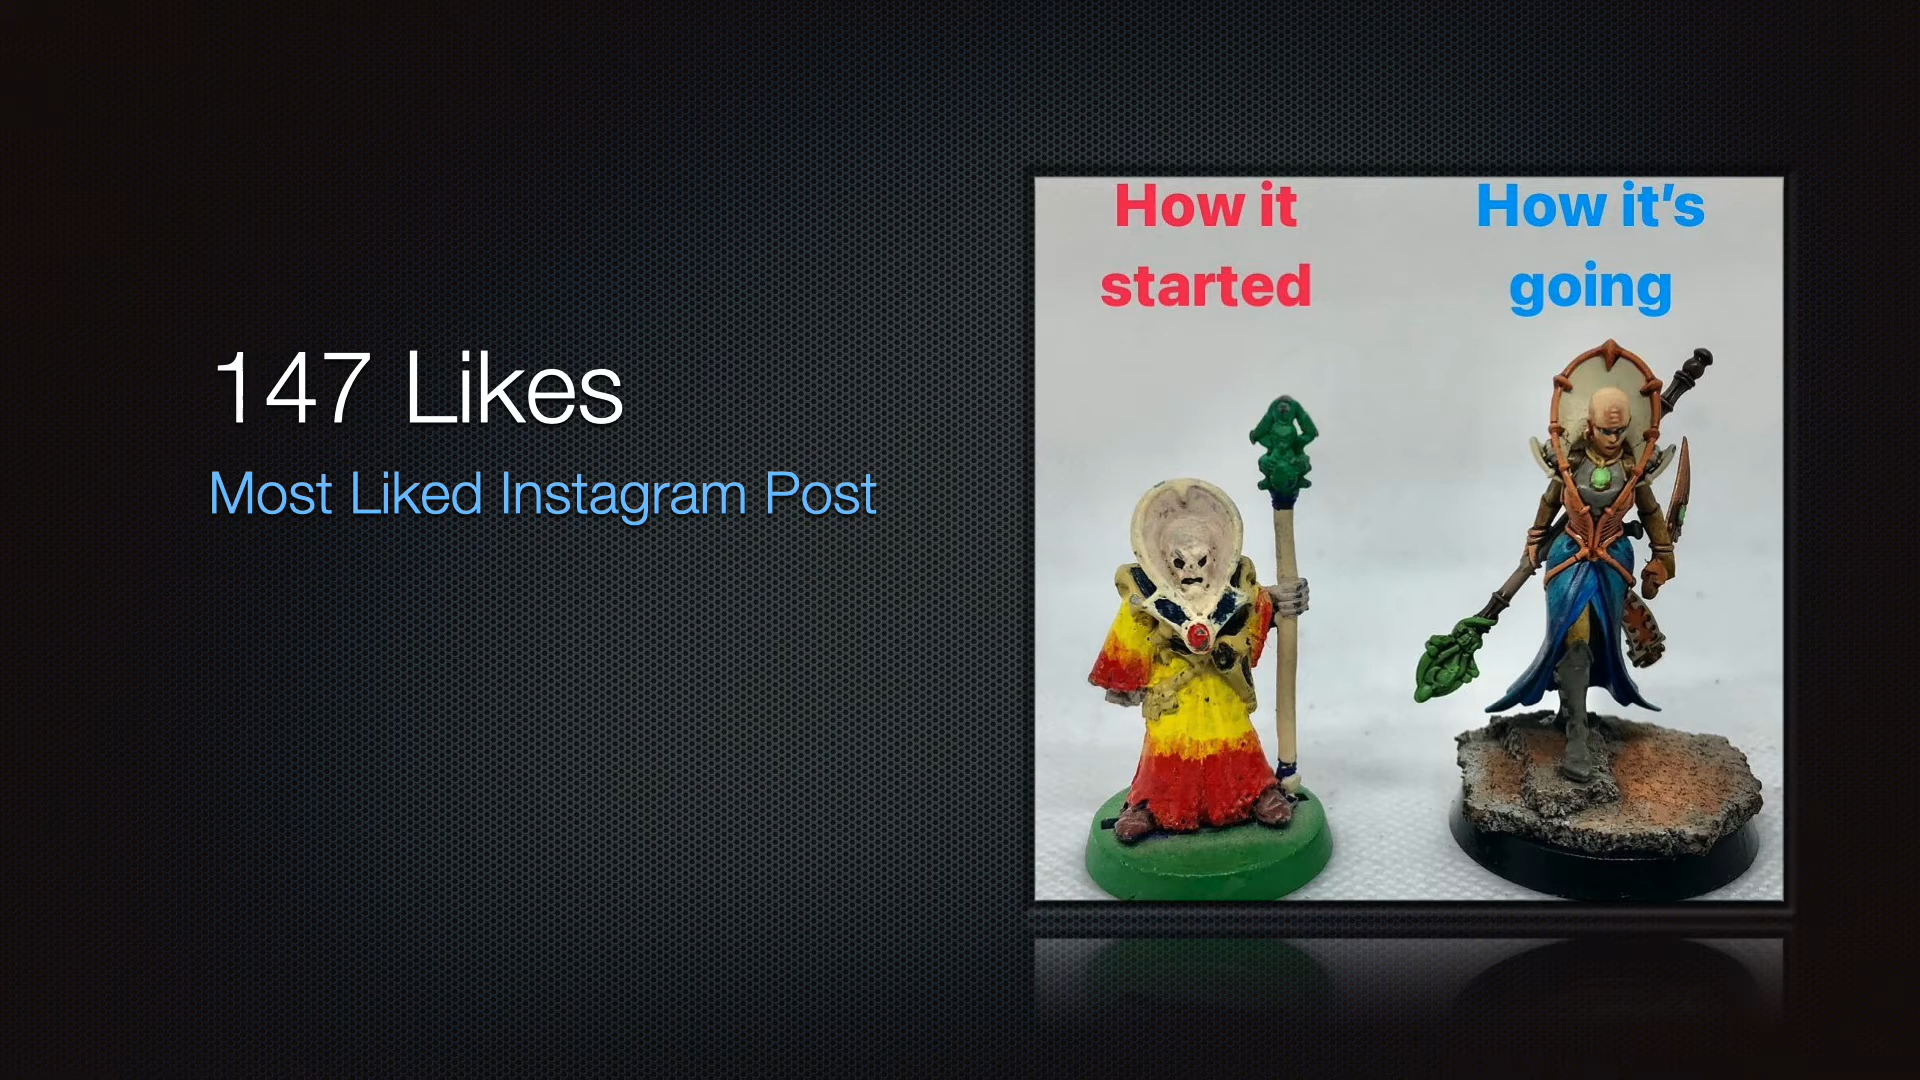 147 Likes
Most Liked Instagram Post
How it
started
How it’s
going